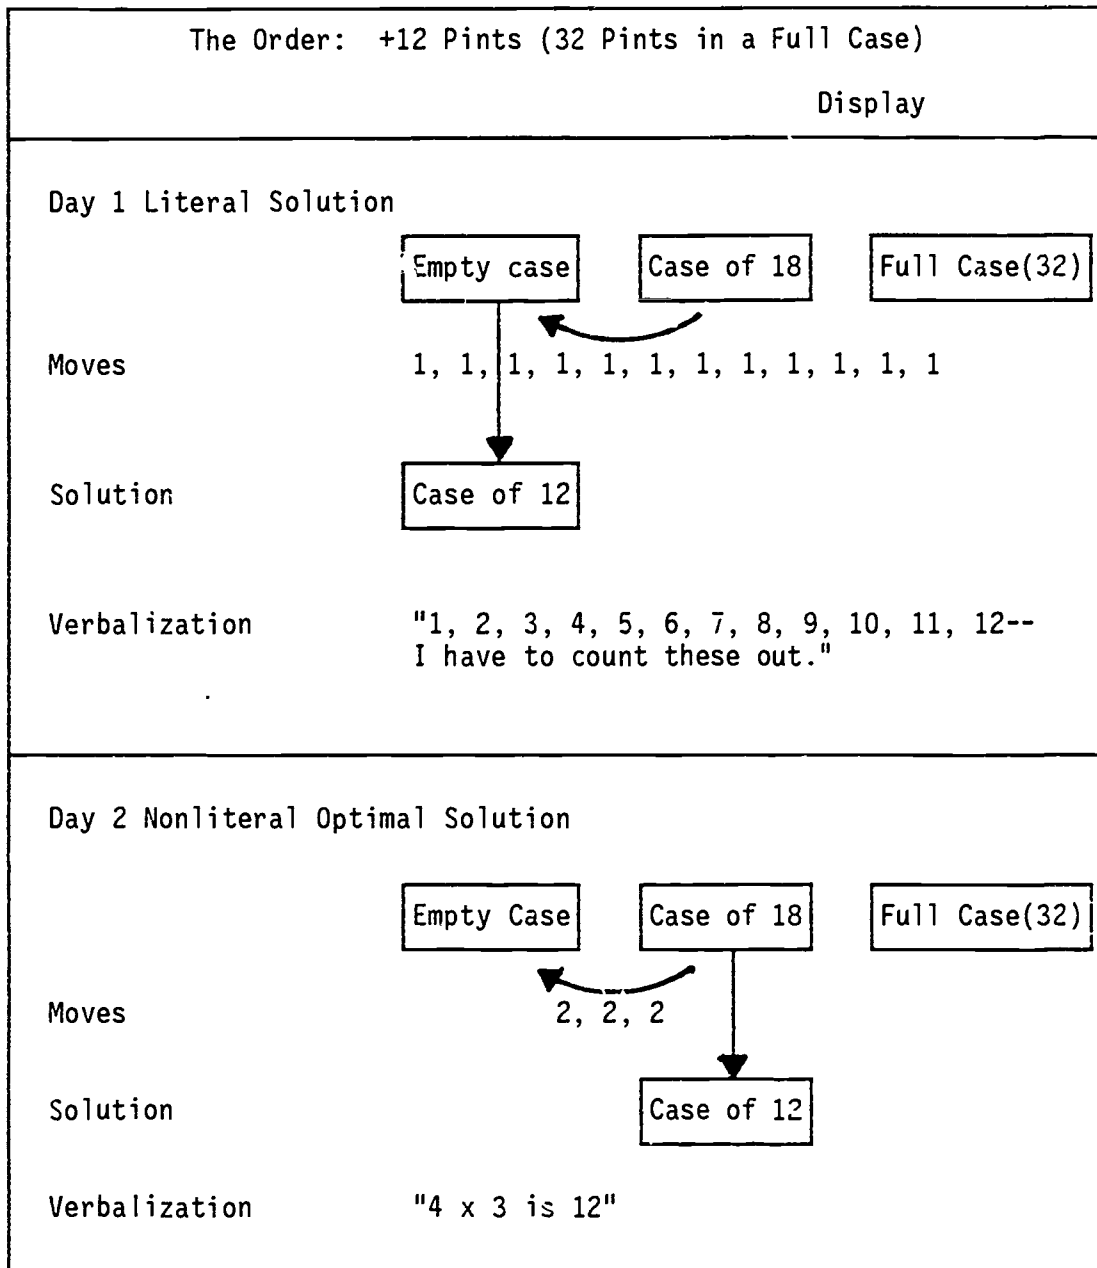 The Order: +12 Pints (32 Pints in a Full Case)
Display
Day 1 Literal Solution
Empty case Case of 18 Full Case(32)
Moves 1, 1, 1, 1, 1, 1, 1, 1, 1, 1, 1, 1
Solution Case of 12
Verbalization "1, 2, 3, 4, 5, 6, 7, 8, 9, 10, 11, 12--
I have to count these out."
Day 2 Nonliteral Optimal Solution
Empty Case Case of 18 Full Case(32)
Moves 2, 2, 2
Solution Case of 12
Verbalization "4 x 3 is 12"